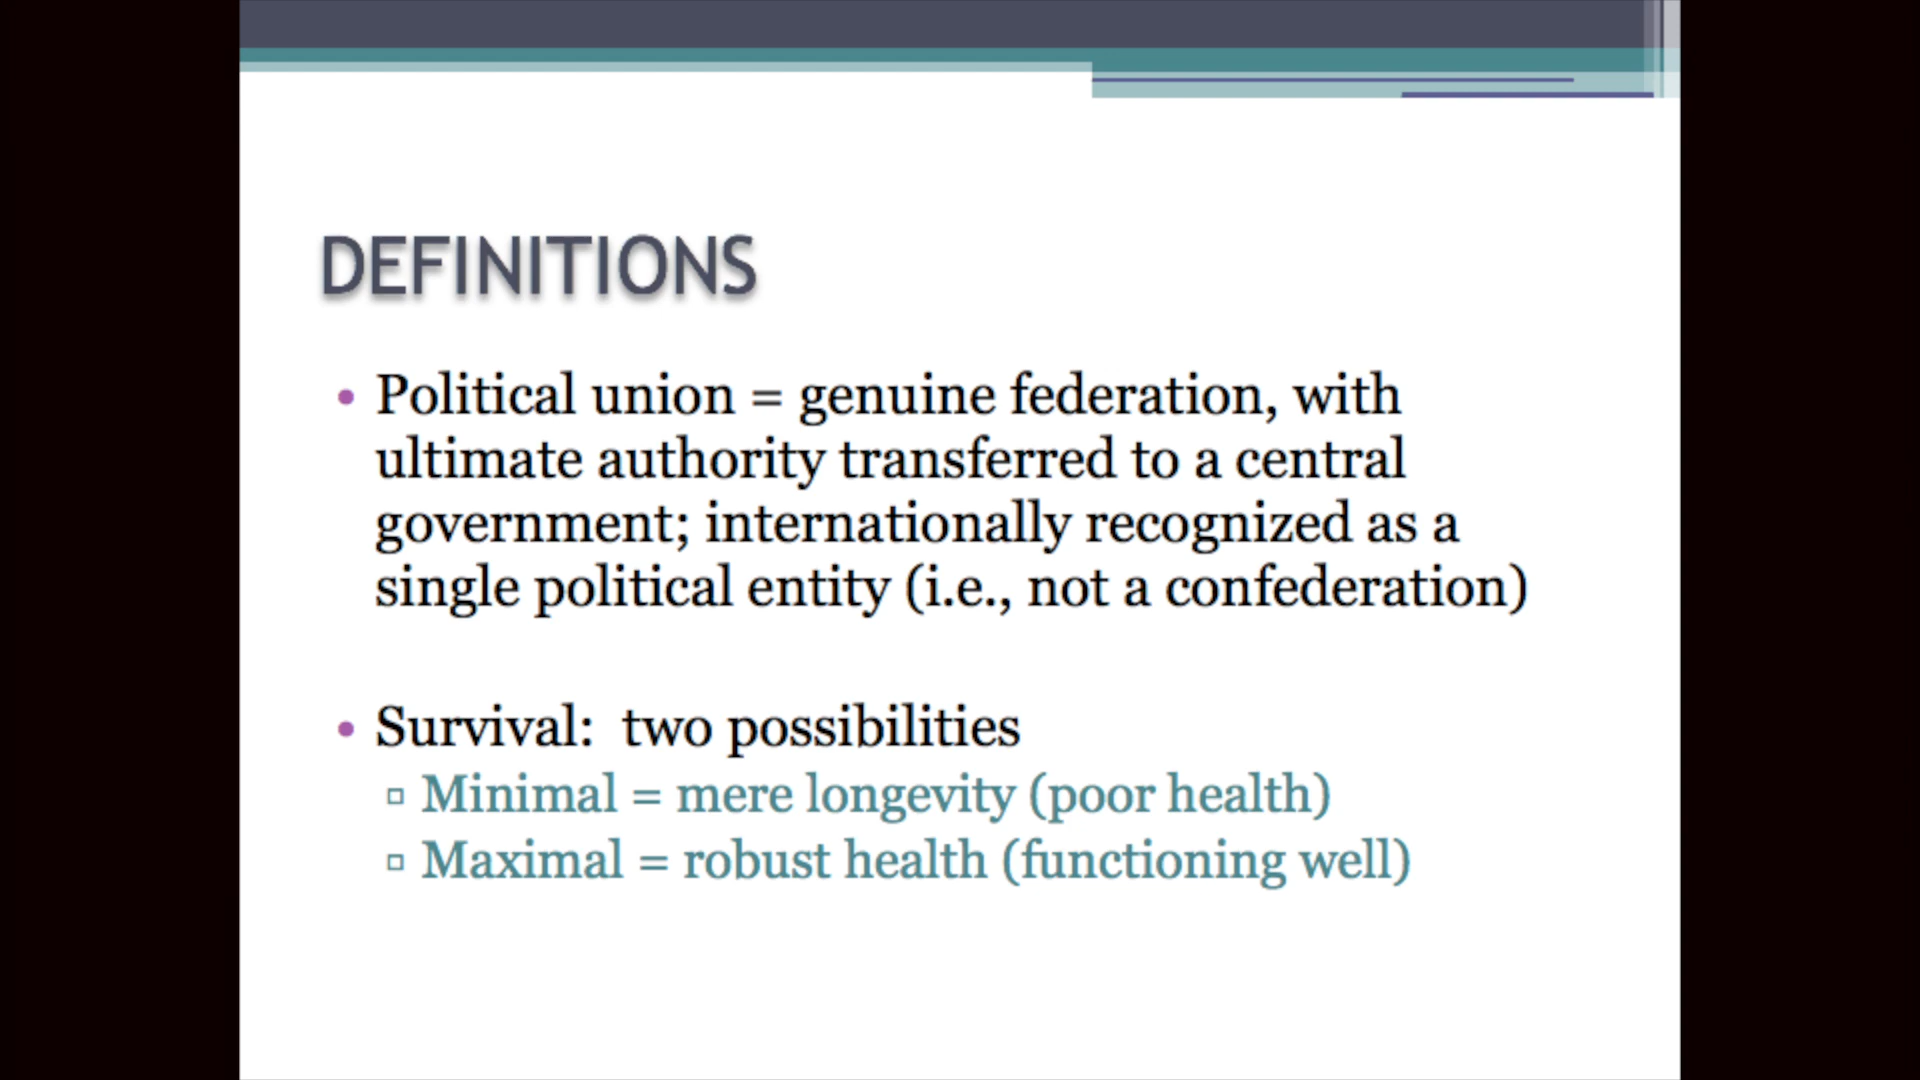 DEFINITIONS
• Political union = genuine federation, with
ultimate authority transferred to a central
government; internationally recognized as a
single political entity (i.e., not a confederation)
• Survival:  two possibilities
▫ Minimal = mere longevity (poor health)
▫ Maximal = robust health (functioning well)